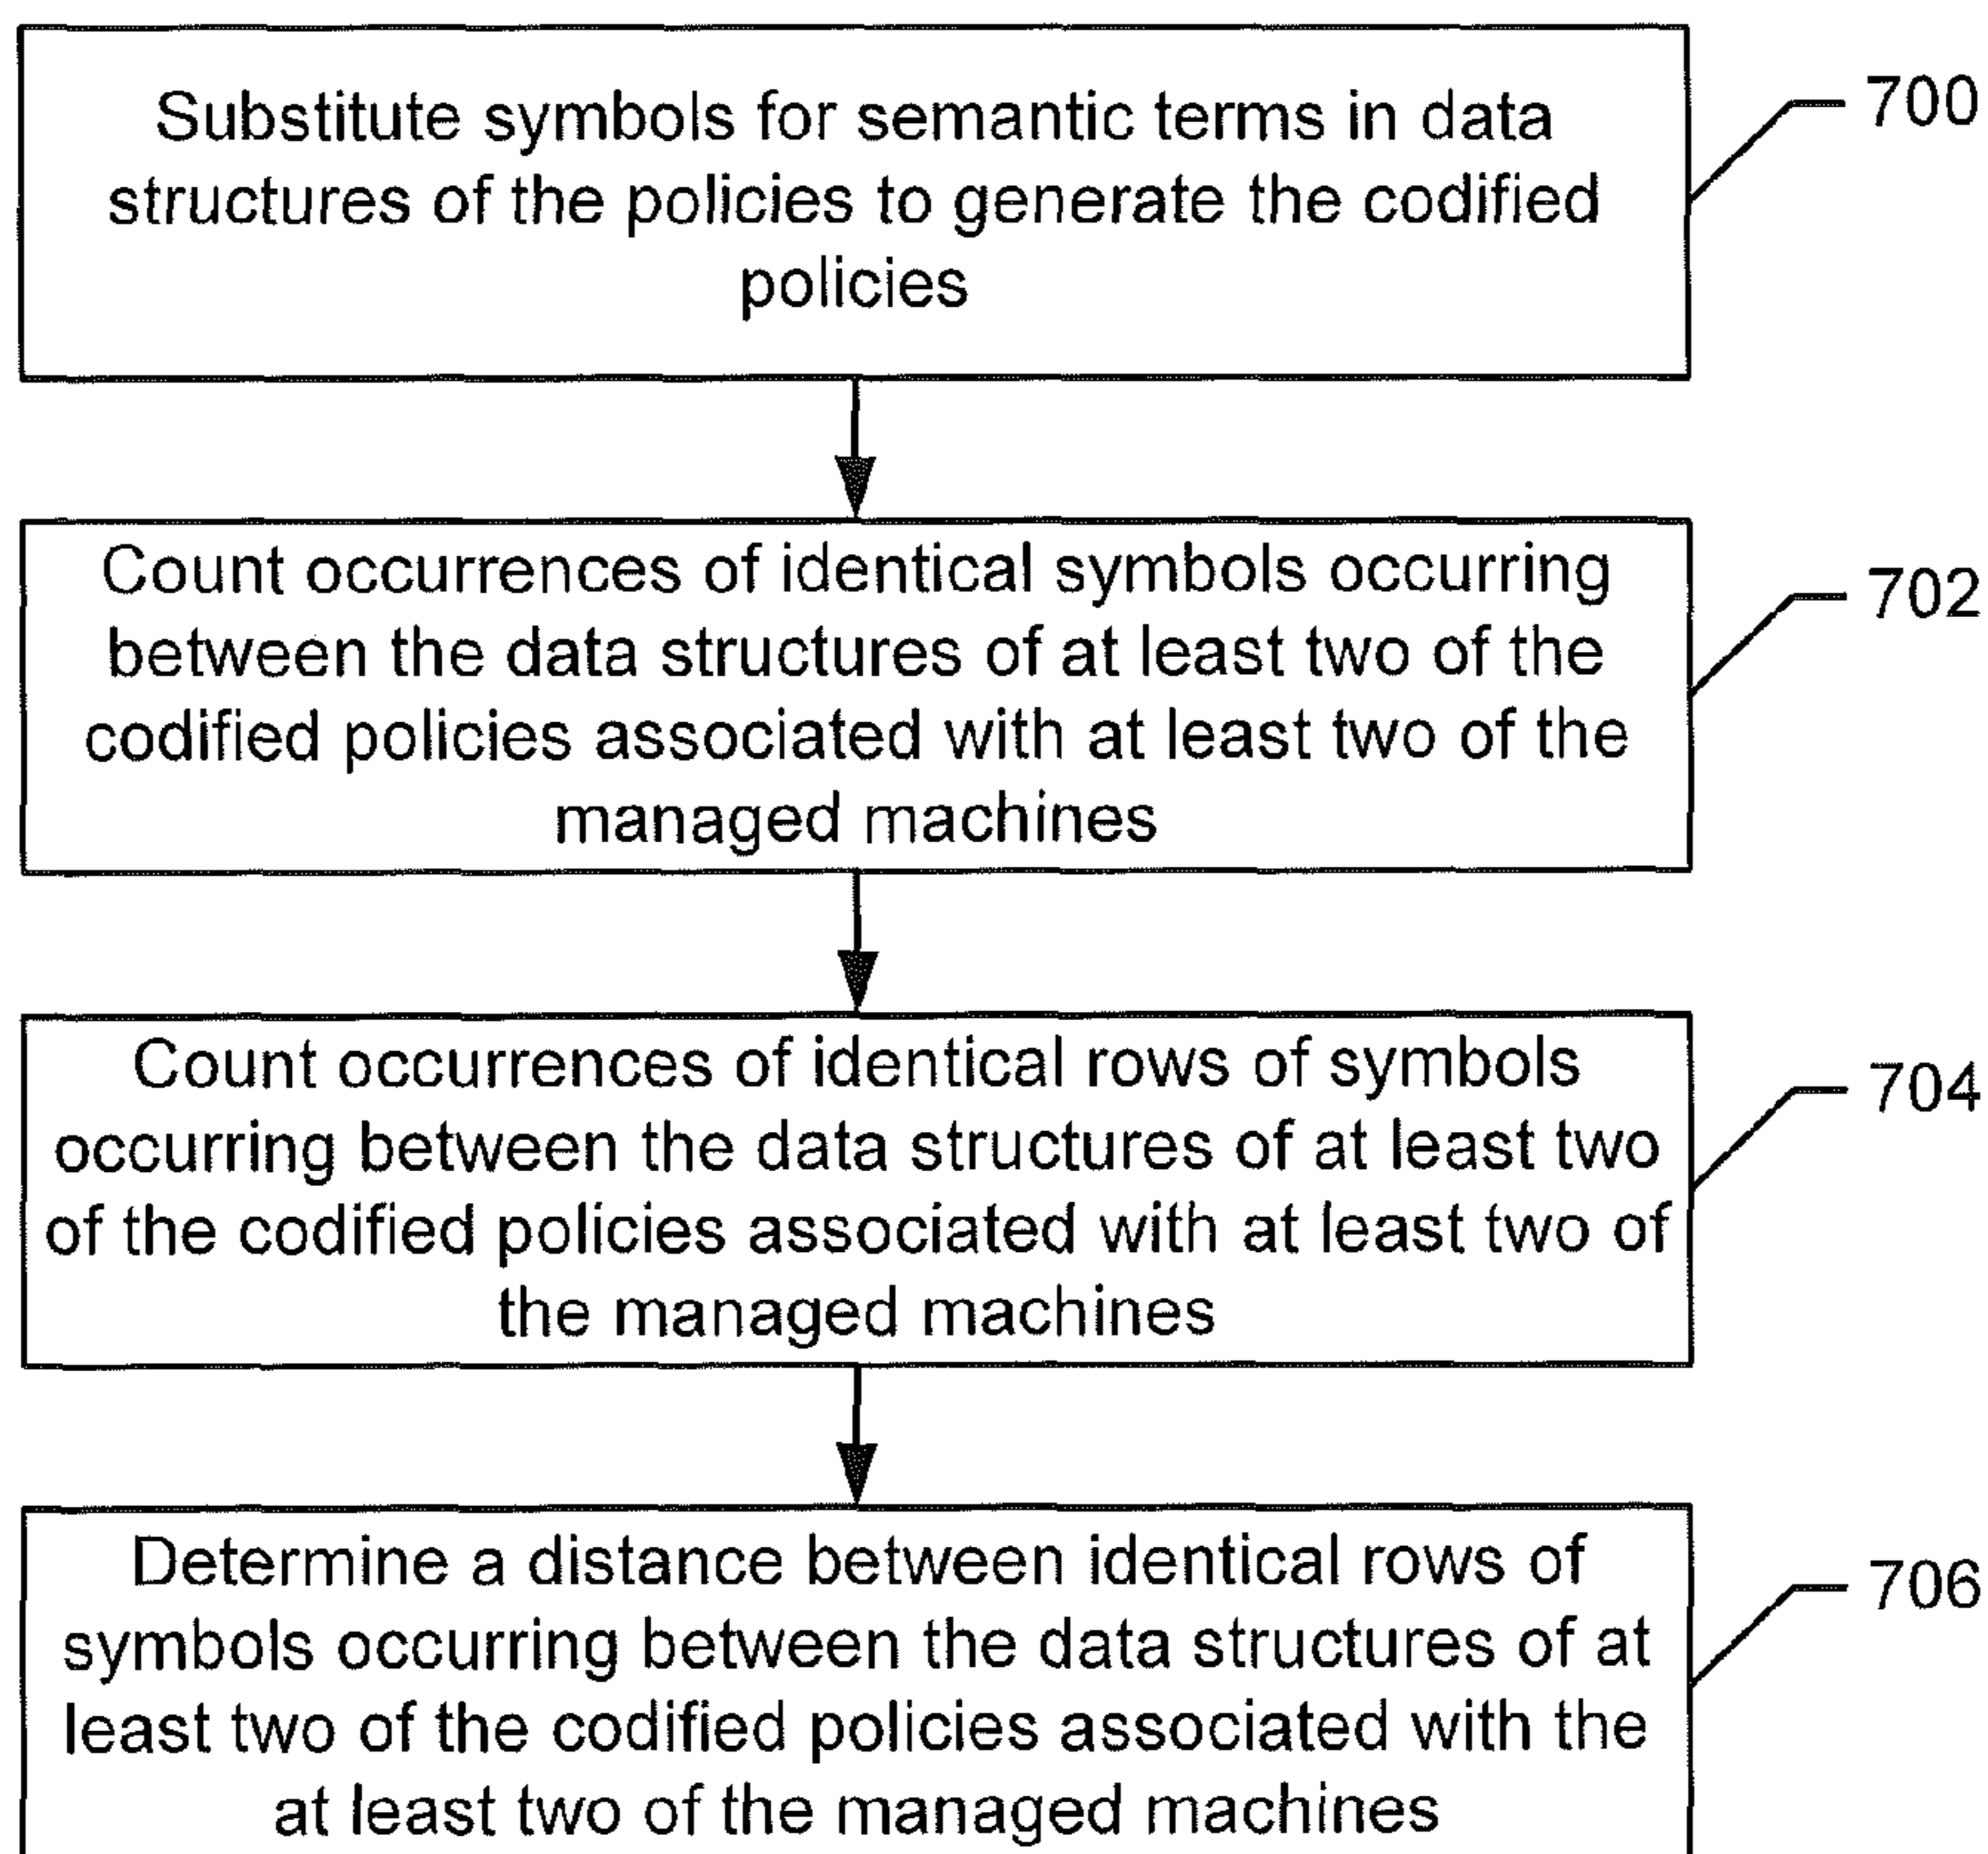 Substitute symbols for semantic terms in data
structures of the policies to generate the codified
policies
700
Count occurrences of identical symbols occurring
between the data structures of at least two of the
codified policies associated with at least two of the
managed machines
702
Count occurrences of identical rows of symbols
occurring between the data structures of at least two
of the codified policies associated with at least two of
the managed machines
704
Determine a distance between identical rows of
symbols occurring between the data structures of at
least two of the codified policies associated with the
at least two of the managed machines
706